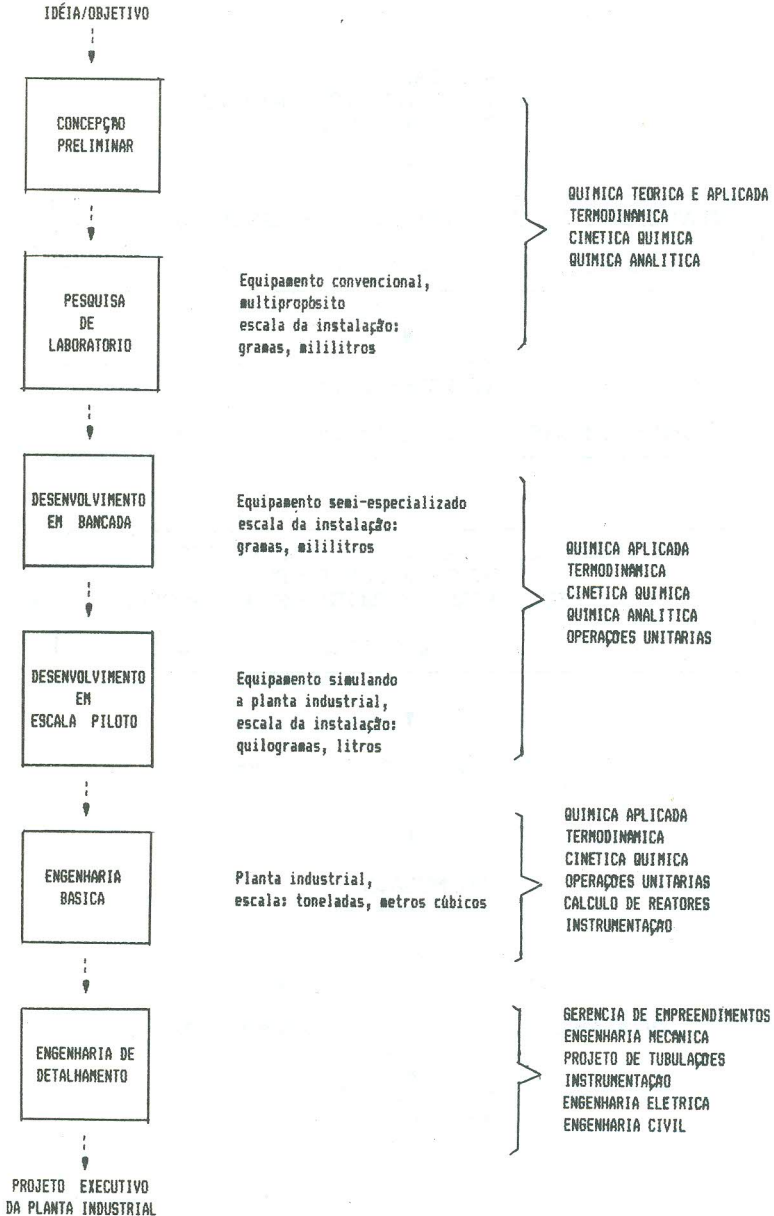 IDÉIA/OBJETIVO
CONCEPÇÃO
PRELIMINAR
QUIMICA TEORICA E APLICADA
TERMODINAMICA
CINETICA QUIMICA
QUIMICA ANALITICA
PESQUISA
DE
LABORATORIO
Equipamento convencional,
multipropósito
escala da instalação:
gramas, mililitros
DESENVOLVIMENTO
EM BANCADA
Equipamento semi-especializado
escala da instalação:
gramas, mililitros
QUIMICA APLICADA
TERMODINAMICA
CINETICA QUIMICA
QUIMICA ANALITICA
OPERAÇOES UNITARIAS
DESENVOLVIMENTO
EM
ESCALA PILOTO
Equipamento simulando
a planta industrial,
escala da instalação:
quilogramas, litros
ENGENHARIA
BASICA
Planta industrial,
escala: toneladas, metros cúbicos
QUIMICA APLICADA
TERMODINAMICA
CINETICA QUIMICA
OPERAÇOES UNITARIAS
CALCULO DE REATORES
INSTRUMENTAÇAO
ENGENHARIA DE
DETALHAMENTO
GERENCIA DE EMPREENDIMENTOS
ENGENHARIA MECANICA
PROJETO DE TUBULAÇOES
INSTRUMENTAÇAO
ENGENHARIA ELETRICA
ENGENHARIA CIVIL
PROJETO EXECUTIVO
DA PLANTA INDUSTRIAL